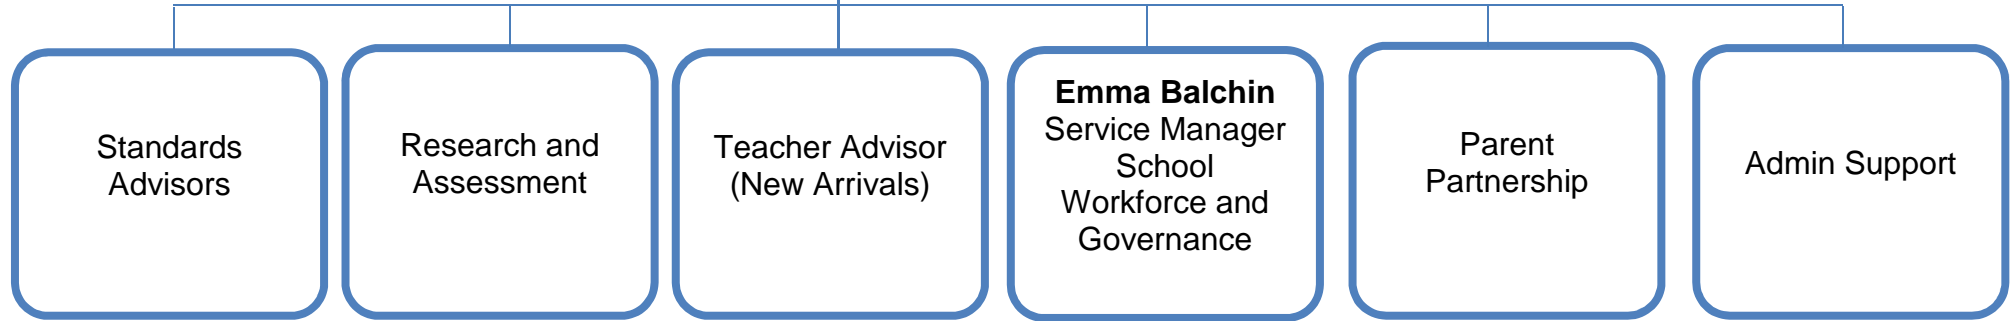 Standards
Advisors
Research and
Assessment
Teacher Advisor
(New Arrivals)
Emma Balchin
Service Manager
School
Workforce and
Governance
Parent
Partnership
Admin Support